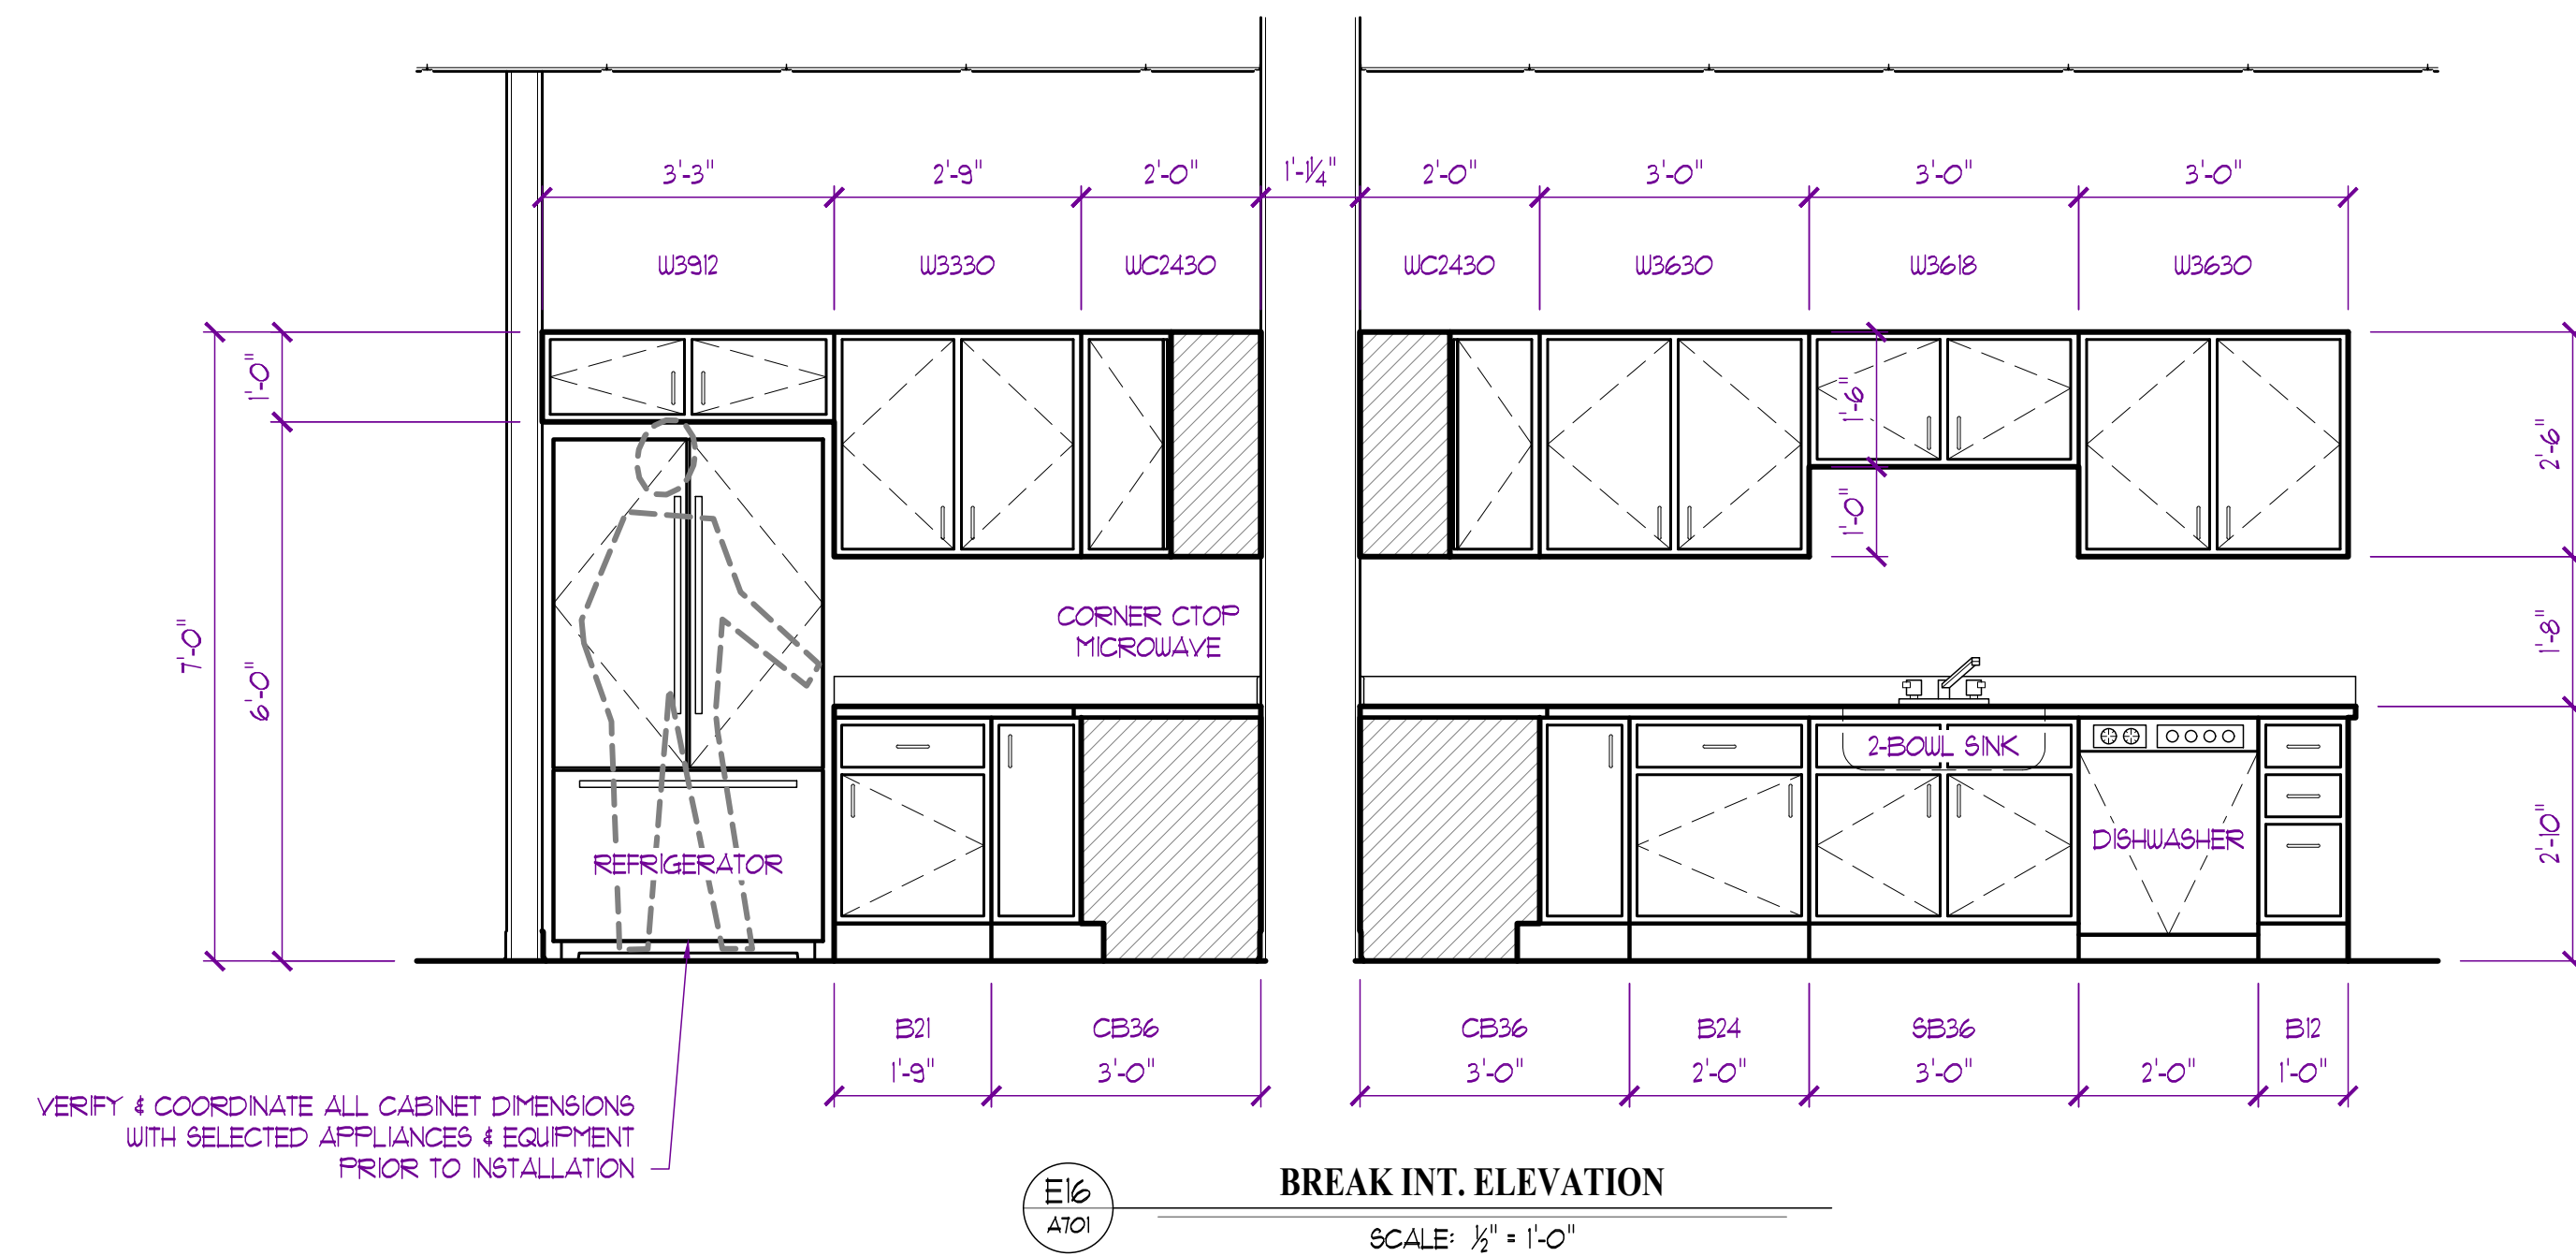 3'-3" 2'-9" 2'-0" 1'-1¼" 2'-0" 3'-0" 3'-0" 3'-0"
W3912 W3330 WC2430 WC2430 W3630 W3618 W3630
1'-0"
6'-0"
7'-0"
1'-6"
1'-0"
2'-6"
1'-8"
2'-10"
CORNER CTOP
MICROWAVE
2-BOWL SINK
DISHWASHER
REFRIGERATOR
B21 CB36 CB36 B24 SB36 B12
1'-9" 3'-0" 3'-0" 2'-0" 3'-0" 2'-0" 1'-0"
VERIFY & COORDINATE ALL CABINET DIMENSIONS
WITH SELECTED APPLIANCES & EQUIPMENT
PRIOR TO INSTALLATION
E16
A701
BREAK INT. ELEVATION
SCALE: ½" = 1'-0"